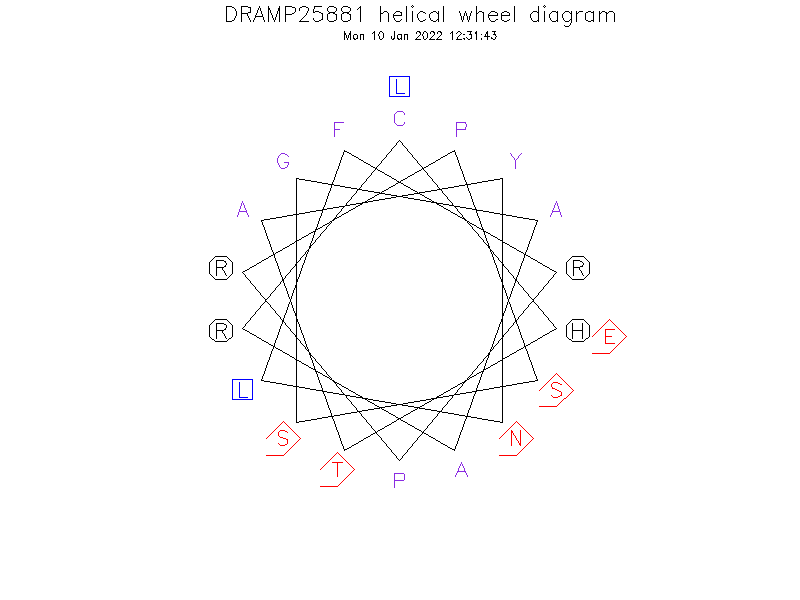 DRAMP25881 helical wheel diagram
Mon 10 Jan 2022 12:31:43
L
F C P
G Y
A A
R R
R H E
L S
S N
T P A